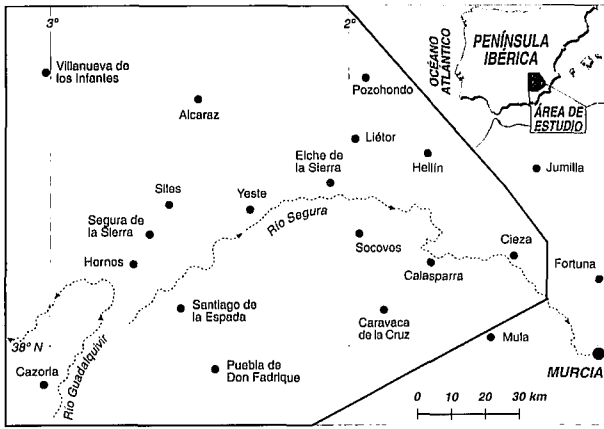 3°
2°
OCÉANO
ATLÁNTICO
PENÍNSULA
IBÉRICA
ÁREA DE
ESTUDIO
Villanueva de
los Infantes
Alcaraz
Pozohondo
Liétor
Hellín
Jumilla
Elche de
la Sierra
Siles
Yeste
Río Segura
Segura de
la Sierra
Hornos
Socovos
Calasparra
Cieza
Fortuna
Santiago de
la Espada
Caravaca
de la Cruz
Mula
MURCIA
38º N
Cazorla
Río Guadalquivir
Puebla de
Don Fadrique
0 10 20 30 km